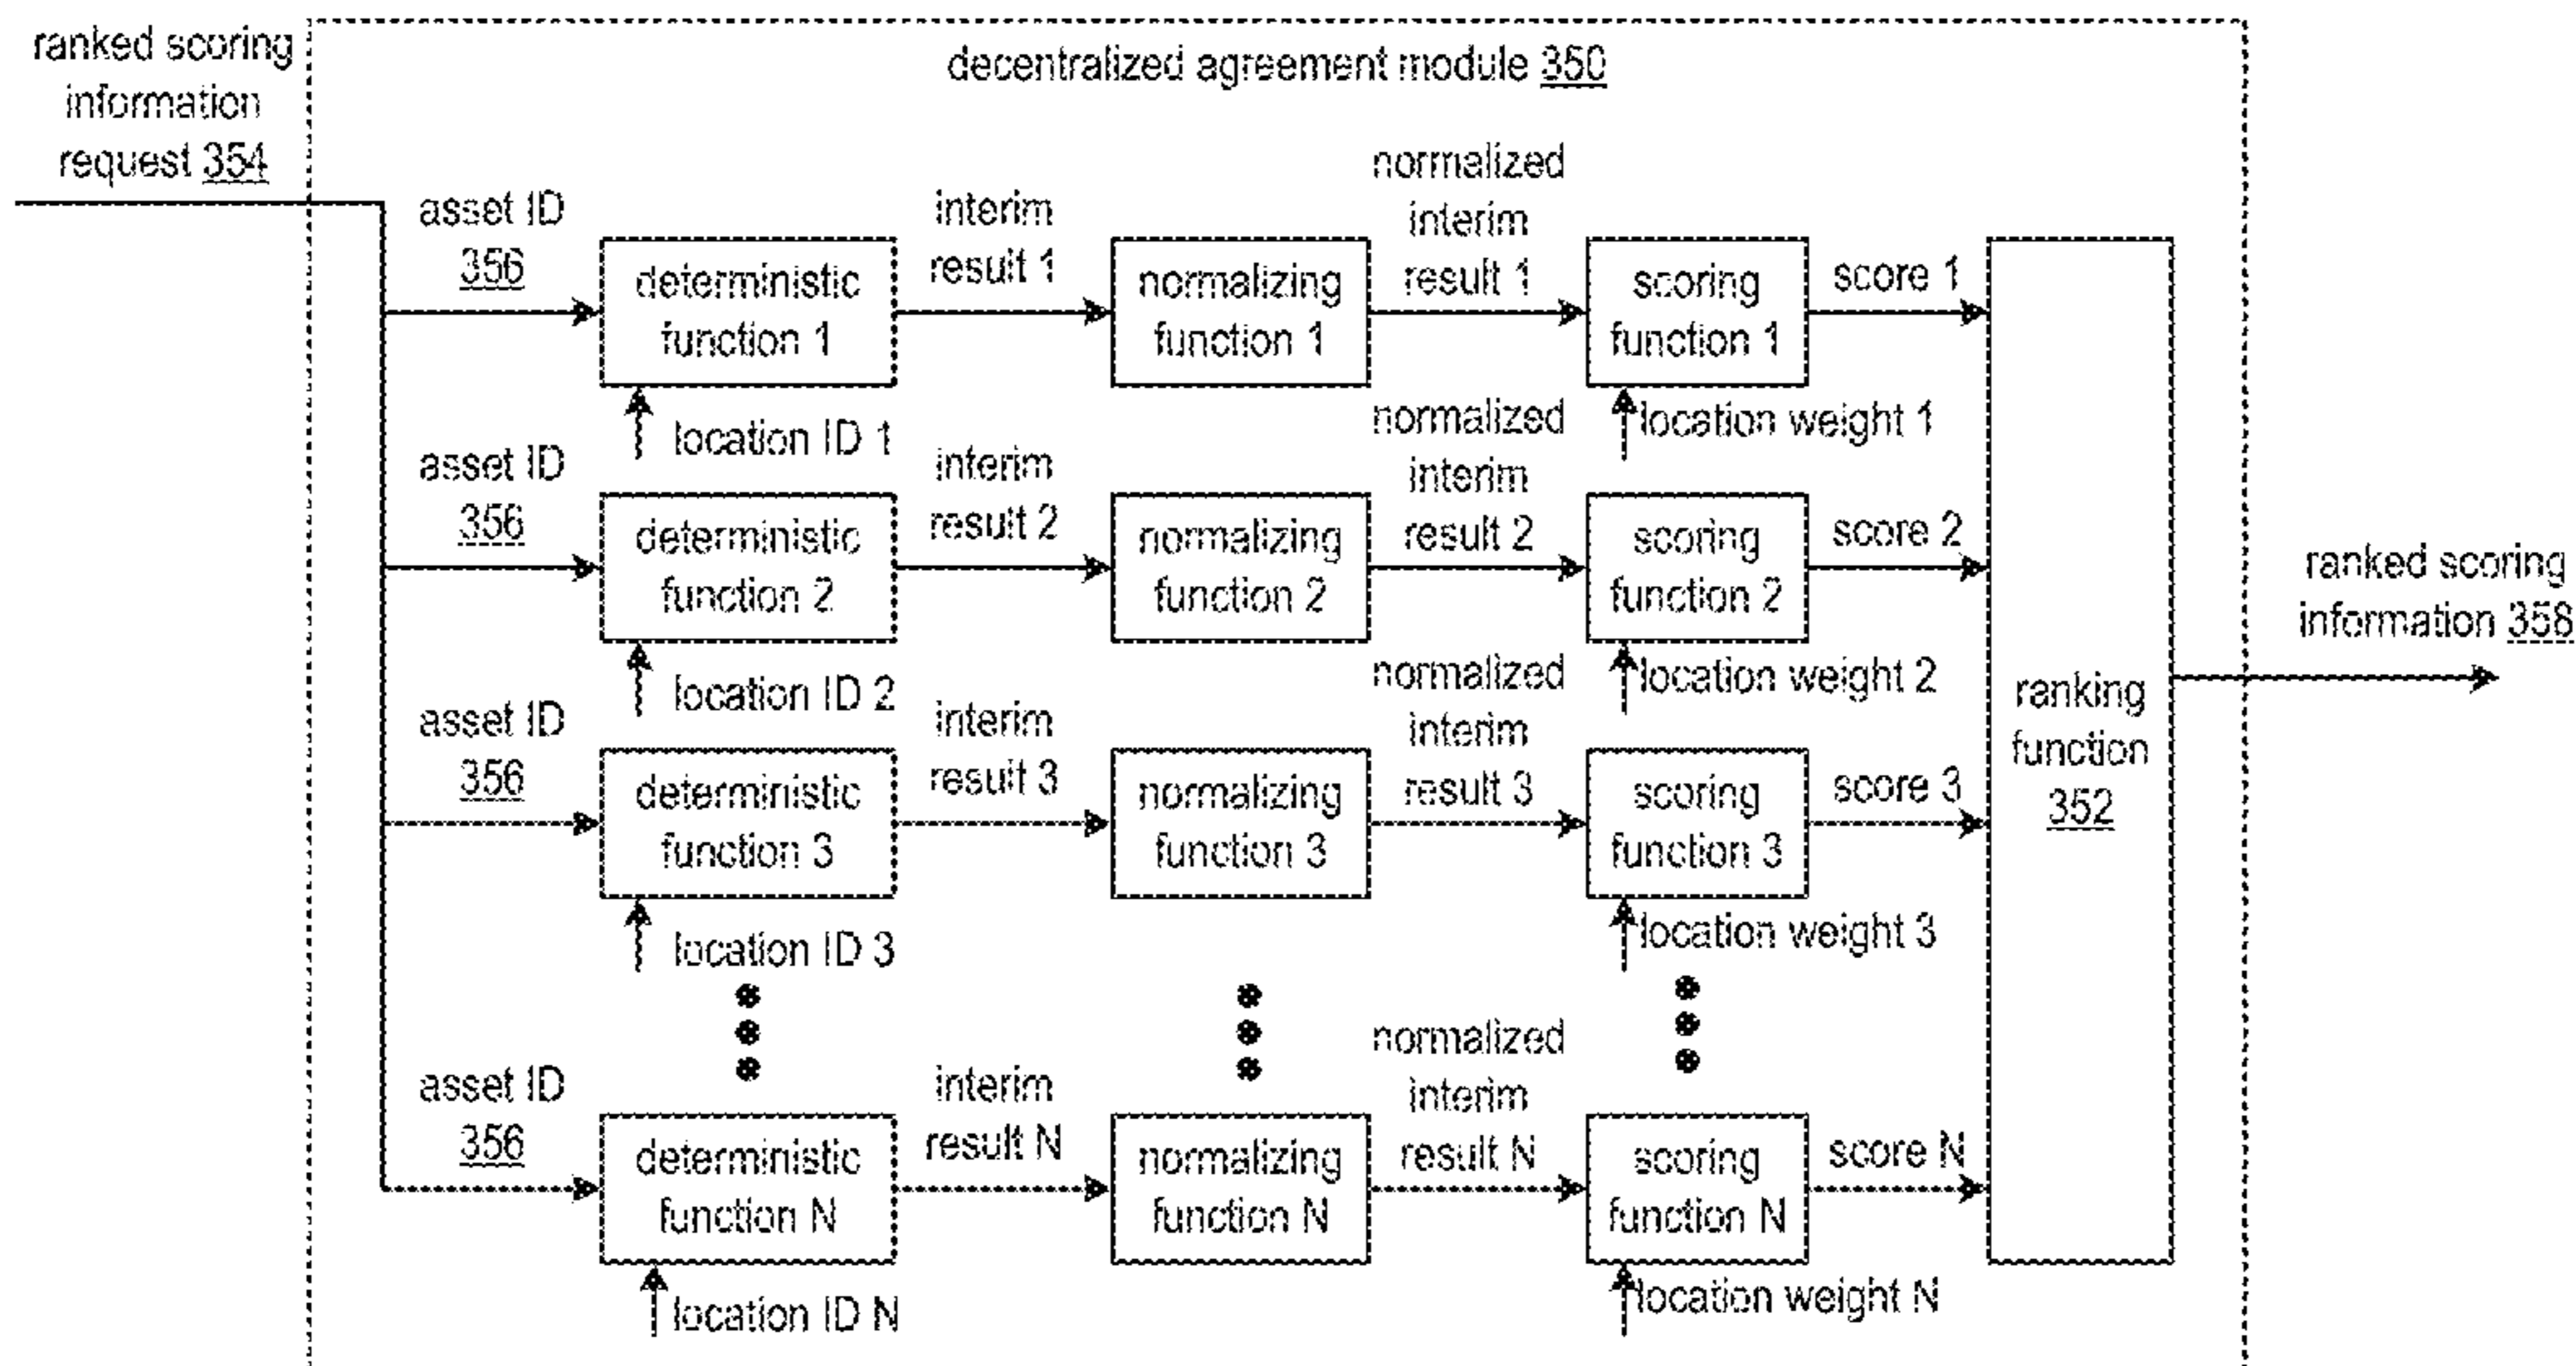 ranked scoring
information
request 354
decentralized agreement module 350
asset ID
356
deterministic
function 1
location ID 1
interim
result 1
normalizing
function 1
normalized
interim
result 1
scoring
function 1
location weight 1
score 1
asset ID
356
deterministic
function 2
location ID 2
interim
result 2
normalizing
function 2
normalized
interim
result 2
scoring
function 2
location weight 2
score 2
asset ID
356
deterministic
function 3
location ID 3
interim
result 3
normalizing
function 3
normalized
interim
result 3
scoring
function 3
location weight 3
score 3
asset ID
356
deterministic
function N
location ID N
interim
result N
normalizing
function N
normalized
interim
result N
scoring
function N
location weight N
score N
ranking
function
352
ranked scoring
information 358